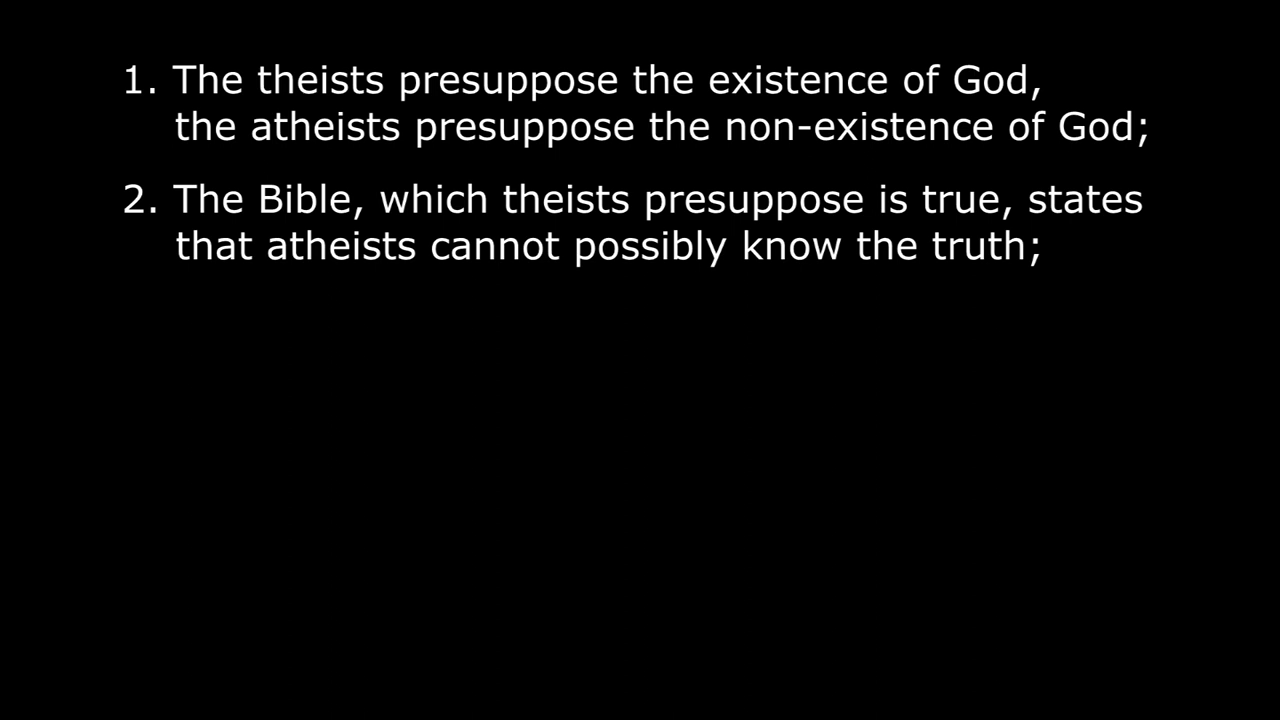 1. The theists presuppose the existence of God,
the atheists presuppose the non-existence of God;
2. The Bible, which theists presuppose is true, states
that atheists cannot possibly know the truth;